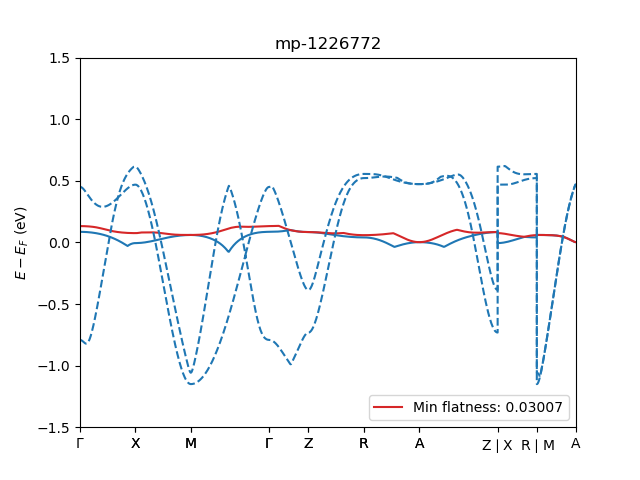 mp-1226772
E − E_F (eV)
1.5
1.0
0.5
0.0
−0.5
−1.0
−1.5
Min flatness: 0.03007
Γ X M Γ Z R A Z | X R | M A